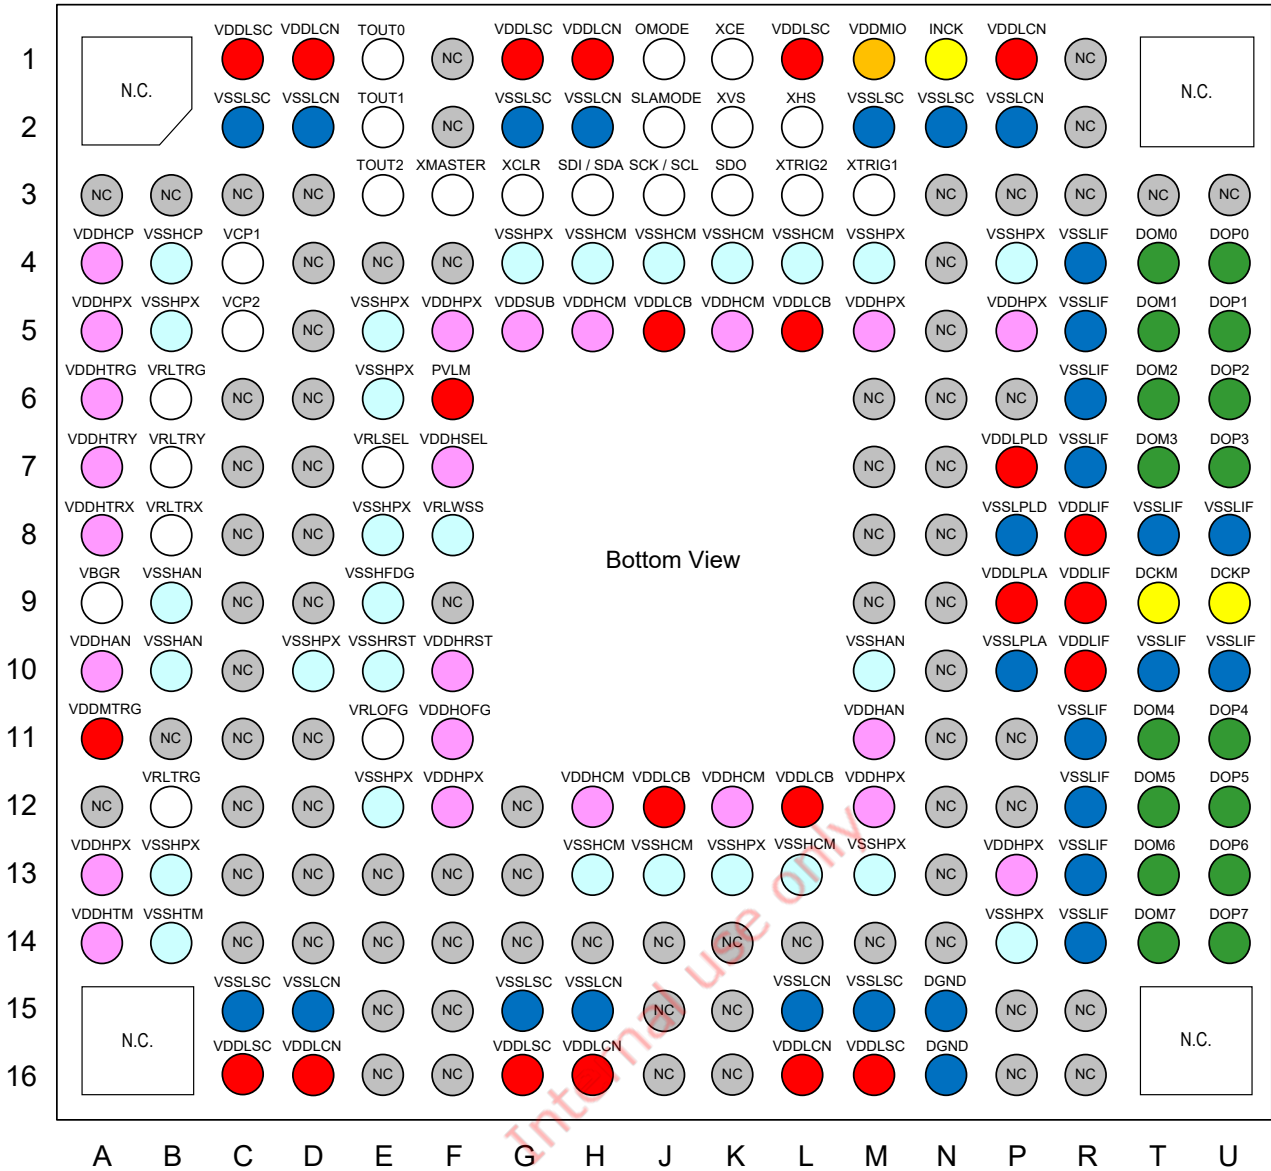 VDDLSC VDDLCN TOUT0 VDDLSC VDDLCN OMODE XCE VDDLSC VDDMIO INCK VDDLCN
1 N.C. NC NC N.C.
VSSLSC VSSLCN TOUT1 VSSLSC VSSLCN SLAMODE XVS XHS VSSLSC VSSLSC VSSLCN
2 NC NC
TOUT2 XMASTER XCLR SDI / SDA SCK / SCL SDO XTRIG2 XTRIG1
3 NC NC NC NC NC NC NC NC NC
VDDHCP VSSHCP VCP1 VSSHPX VSSHCM VSSHCM VSSHCM VSSHCM VSSHPX VSSHPX VSSLIF DOM0 DOP0
4 NC NC NC NC
VDDHPX VSSHPX VCP2 VSSHPX VDDHPX VDDSUB VDDHCM VDDLCB VDDHCM VDDLCB VDDHPX VDDHPX VSSLIF DOM1 DOP1
5 NC NC
VDDHTRG VRLTRG VSSHPX PVLM VSSLIF DOM2 DOP2
6 NC NC NC NC NC
VDDHTRY VRLTRY VRLSEL VDDHSEL VDDLPLD VSSLIF DOM3 DOP3
7 NC NC NC NC
VDDHTRX VRLTRX VSSHPX VRLWSS VSSLPLD VDDLIF VSSLIF VSSLIF
8 NC NC NC NC
Bottom View
VBGR VSSHAN VSSHFDG VDDLPLA VDDLIF DCKM DCKP
9 NC NC NC NC NC
VDDHAN VSSHAN VSSHPX VSSHRST VDDHRST VSSHAN VSSLPLA VDDLIF VSSLIF VSSLIF
10 NC NC
VDDMTRG VRLOFG VDDHOFG VDDHAN VSSLIF DOM4 DOP4
11 NC NC NC NC NC
VRLTRG VSSHPX VDDHPX VDDHCM VDDLCB VDDHCM VDDLCB VDDHPX VSSLIF DOM5 DOP5
12 NC NC NC NC NC NC
VDDHPX VSSHPX VSSHCM VSSHCM VSSHPX VSSHCM VSSHPX VDDHPX VSSLIF DOM6 DOP6
13 NC NC NC NC NC NC
VDDHTM VSSHTM VSSHPX VSSLIF DOM7 DOP7
14 NC NC NC NC NC NC NC NC NC NC NC NC
VSSLSC VSSLCN VSSLSC VSSLCN VSSLCN VSSLSC DGND
15 NC NC NC NC NC NC
N.C. N.C.
VDDLSC VDDLCN VDDLSC VDDLCN VDDLCN VDDLSC DGND
16 NC NC NC NC NC NC
A B C D E F G H J K L M N P R T U
Internal use only